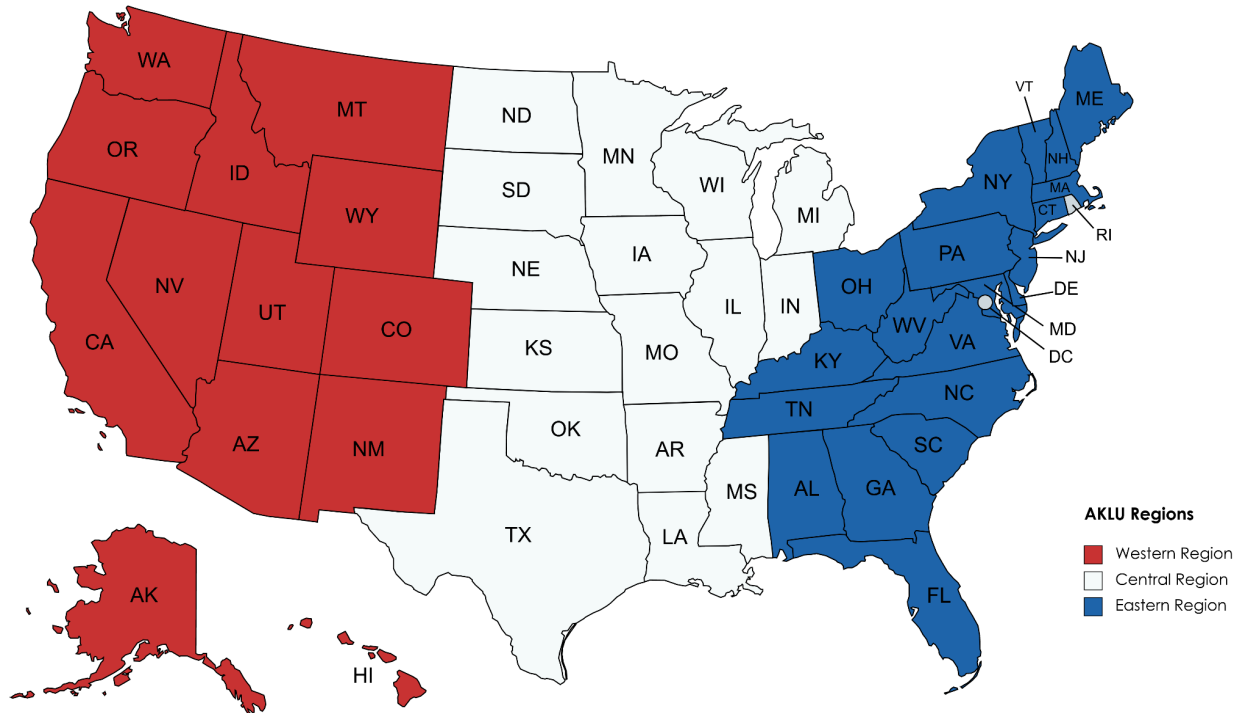 WA
MT
ND
MN
OR
ID
SD
WI
MI
WY
NE
IA
NV
UT
CO
CA
KS
MO
IL
IN
OH
KY
WV
VA
PA
NY
VT
NH
ME
MA
CT
RI
NJ
DE
MD
DC
AZ
NM
OK
AR
TN
NC
SC
TX
LA
MS
AL
GA
FL
AK
HI
AKLU Regions
Western Region
Central Region
Eastern Region